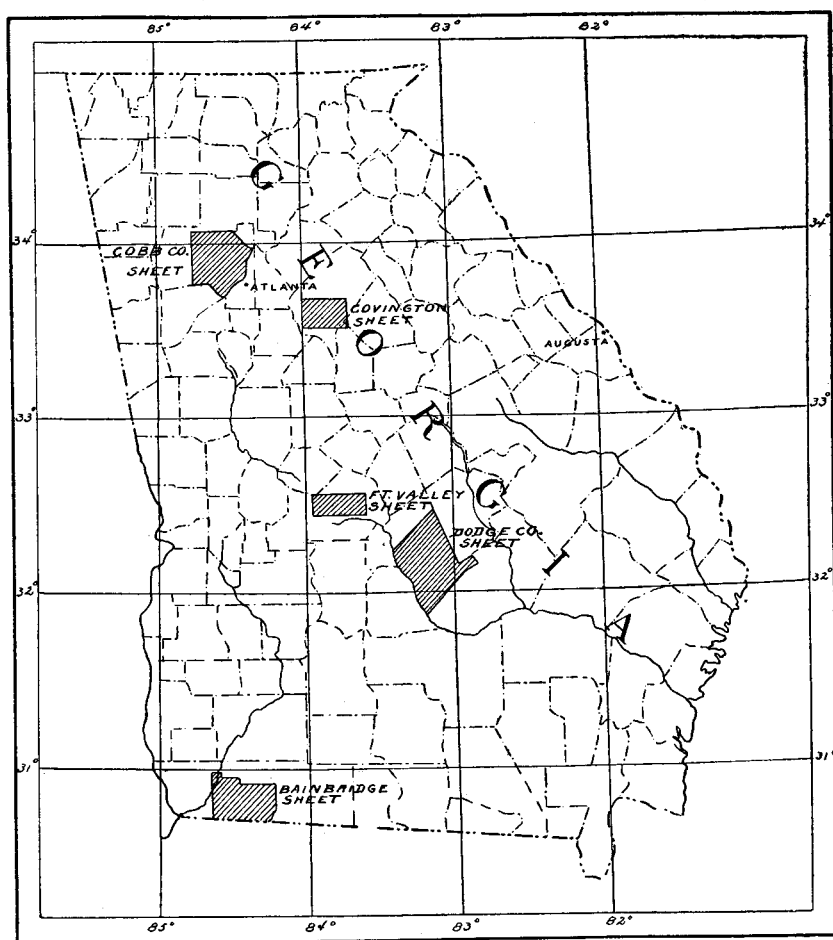 85° 84° 83° 82°
G E O R G I A
34° 34°
COBB CO.
SHEET
ATLANTA
COVINGTON
SHEET
AUGUSTA
33° 33°
FT. VALLEY
SHEET
DODGE CO.
SHEET
32° 32°
31° 31°
BAINBRIDGE
SHEET
85° 84° 83° 82°